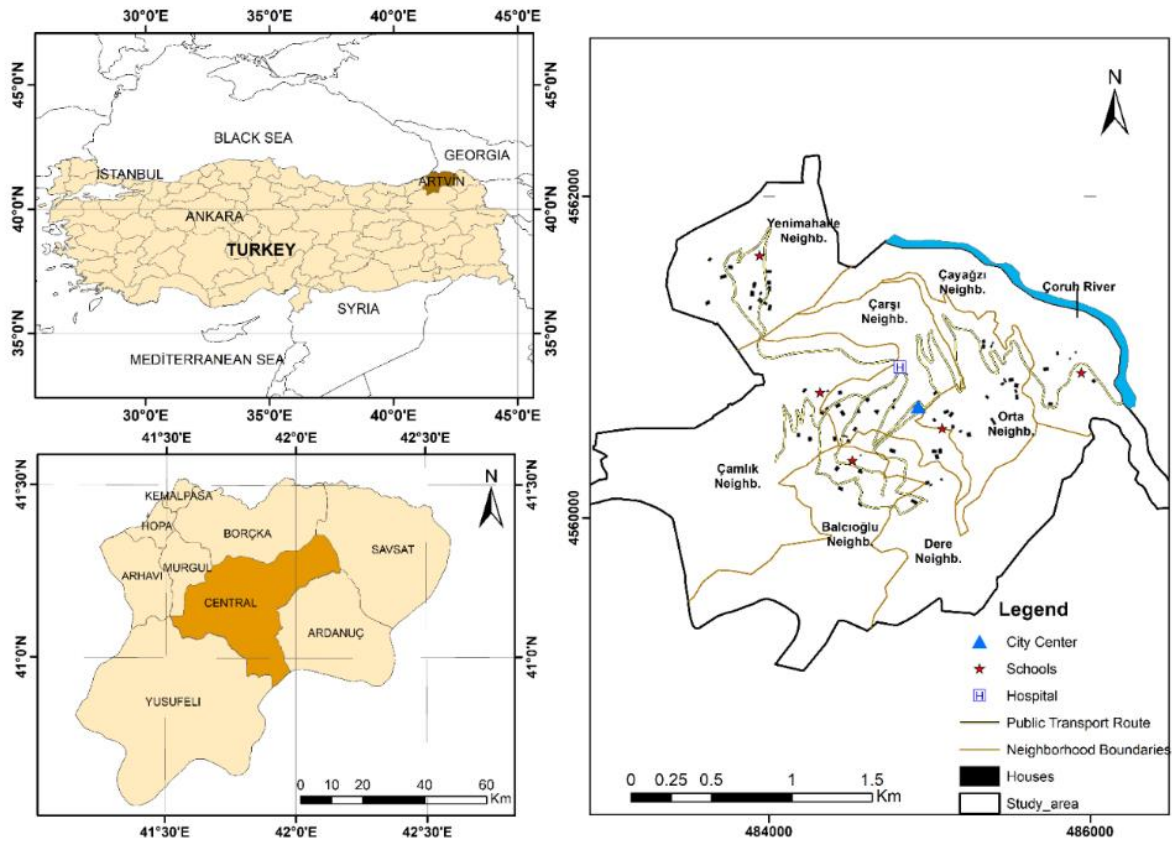 30°0'E 35°0'E 40°0'E 45°0'E
45°0'N
45°0'N
BLACK SEA
GEORGIA
İSTANBUL
ARTVİN
40°0'N
40°0'N
ANKARA
TURKEY
SYRIA
35°0'N
35°0'N
MEDİTERRANEAN SEA
30°0'E 35°0'E 40°0'E 45°0'E
41°30'E 42°0'E 42°30'E
41°30'N
41°30'N
N
KEMALPAŞA
HOPA
BORÇKA
SAVSAT
MURGUL
ARHAVI
CENTRAL
ARDANUÇ
41°0'N
41°0'N
YUSUFELİ
0 10 20 40 60
Km
41°30'E 42°0'E 42°30'E
N
4562000
Yenimahalle
Neighb.
Çayağzı
Neighb.
Çoruh River
Çarşı
Neighb.
H
Orta
Neighb.
Çamlık
Neighb.
4560000
Balcıoğlu
Neighb.
Dere
Neighb.
Legend
City Center
Schools
H Hospital
Public Transport Route
Neighborhood Boundaries
Houses
Study_area
0 0.25 0.5 1 1.5
Km
484000 486000